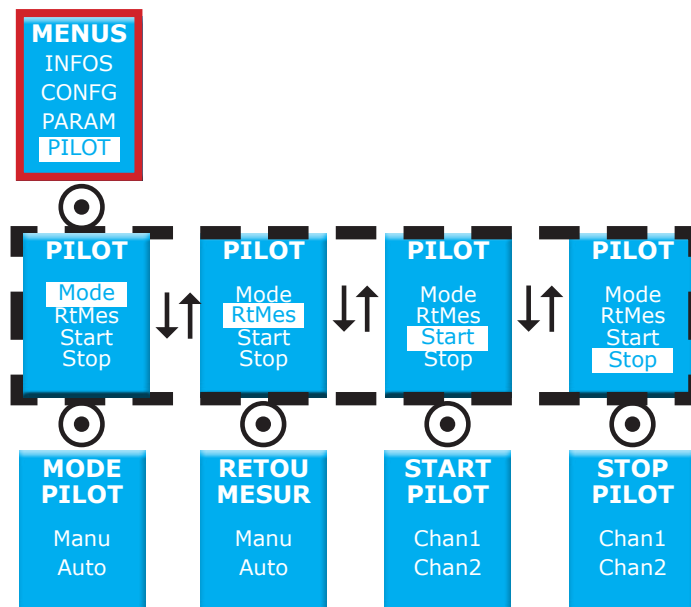 MENUS
INFOS
CONFG
PARAM
PILOT
PILOT
Mode
RtMes
Start
Stop
PILOT
Mode
RtMes
Start
Stop
PILOT
Mode
RtMes
Start
Stop
PILOT
Mode
RtMes
Start
Stop
MODE
PILOT
Manu
Auto
RETOU
MESUR
Manu
Auto
START
PILOT
Chan1
Chan2
STOP
PILOT
Chan1
Chan2